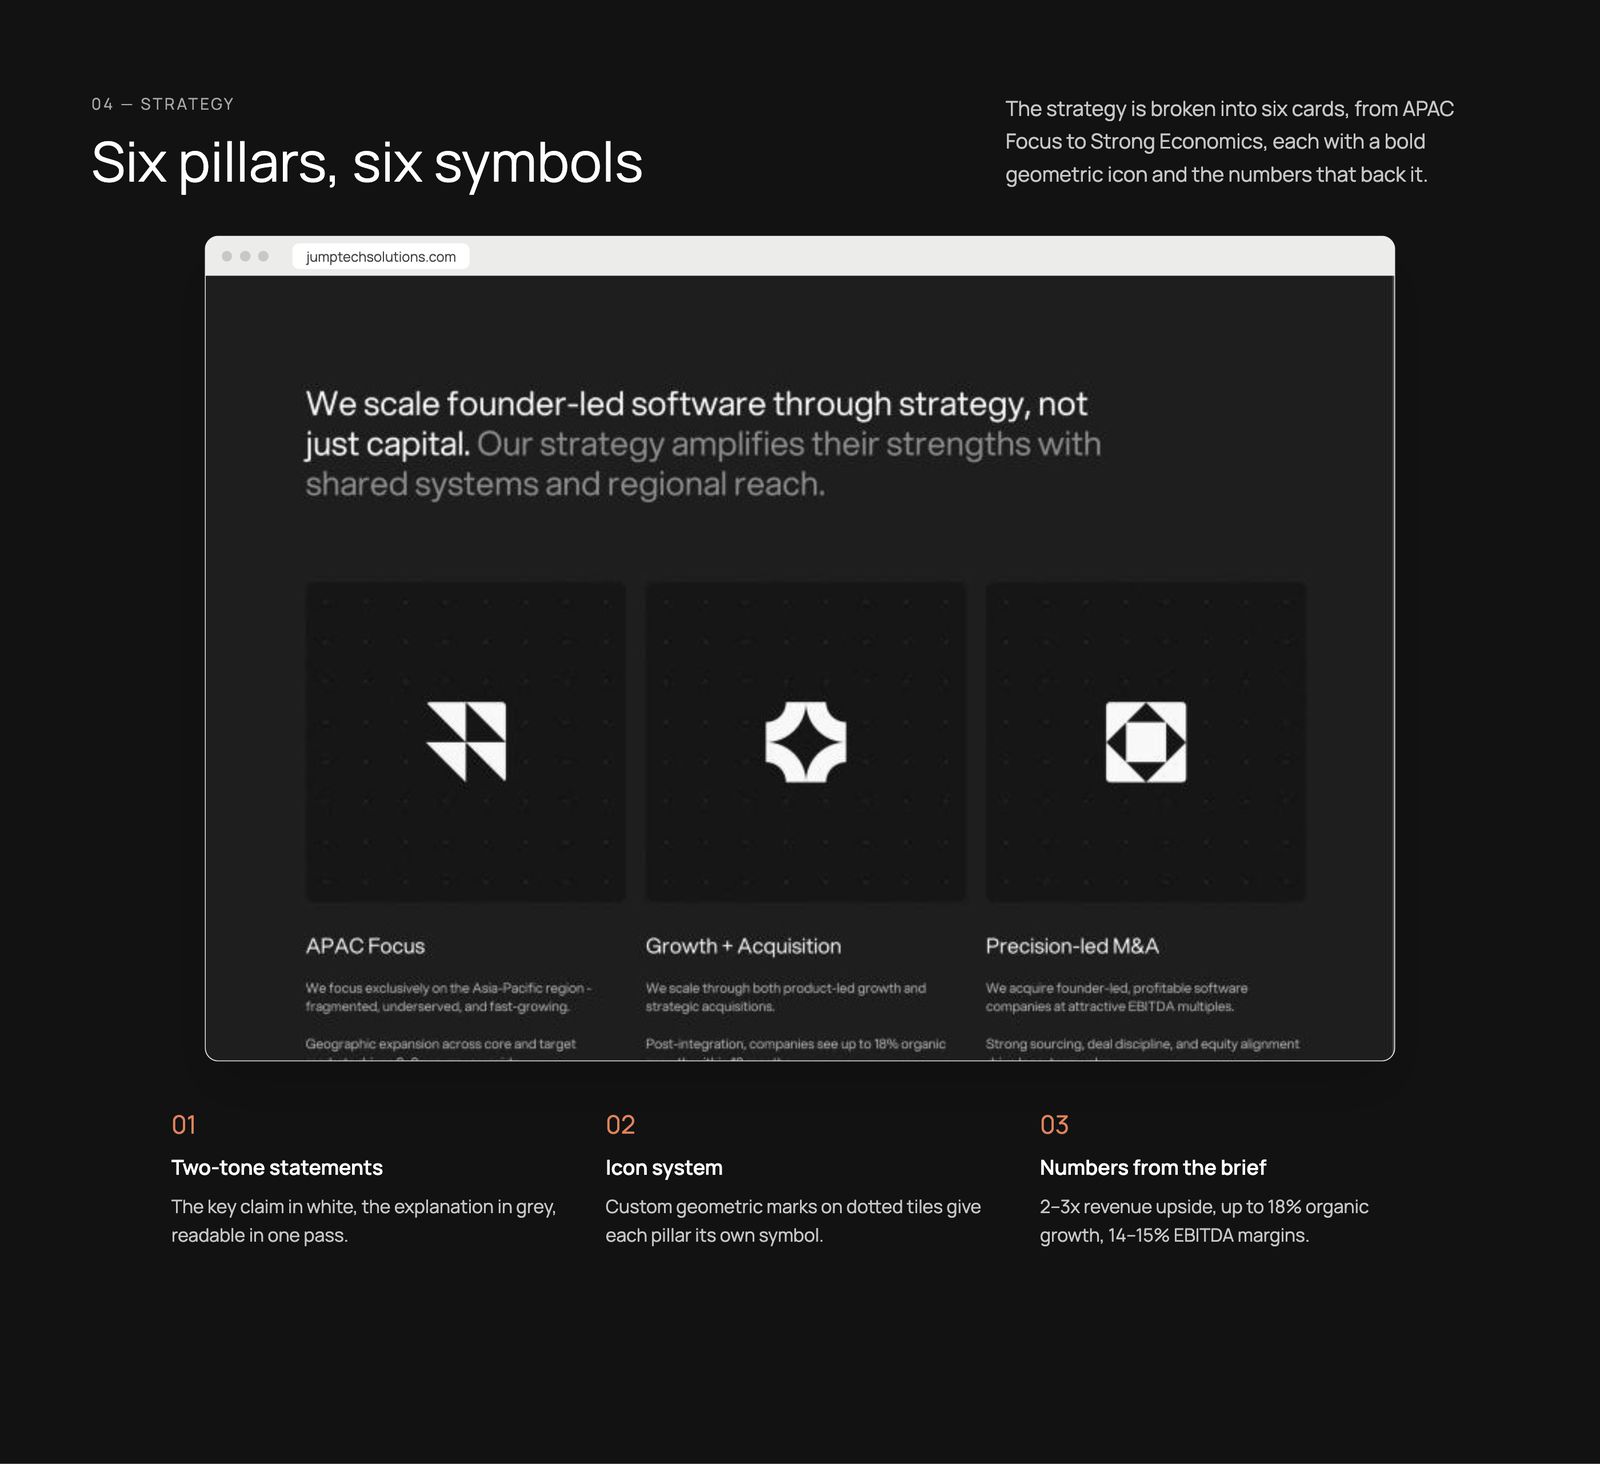 04 — STRATEGY
Six pillars, six symbols
The strategy is broken into six cards, from APAC
Focus to Strong Economics, each with a bold
geometric icon and the numbers that back it.
jumptechsolutions.com
We scale founder-led software through strategy, not
just capital. Our strategy amplifies their strengths with
shared systems and regional reach.
APAC Focus
We focus exclusively on the Asia-Pacific region -
fragmented, underserved, and fast-growing.
Geographic expansion across core and target
Growth + Acquisition
We scale through both product-led growth and
strategic acquisitions.
Post-integration, companies see up to 18% organic
Precision-led M&A
We acquire founder-led, profitable software
companies at attractive EBITDA multiples.
Strong sourcing, deal discipline, and equity alignment
01
Two-tone statements
The key claim in white, the explanation in grey,
readable in one pass.
02
Icon system
Custom geometric marks on dotted tiles give
each pillar its own symbol.
03
Numbers from the brief
2–3x revenue upside, up to 18% organic
growth, 14–15% EBITDA margins.